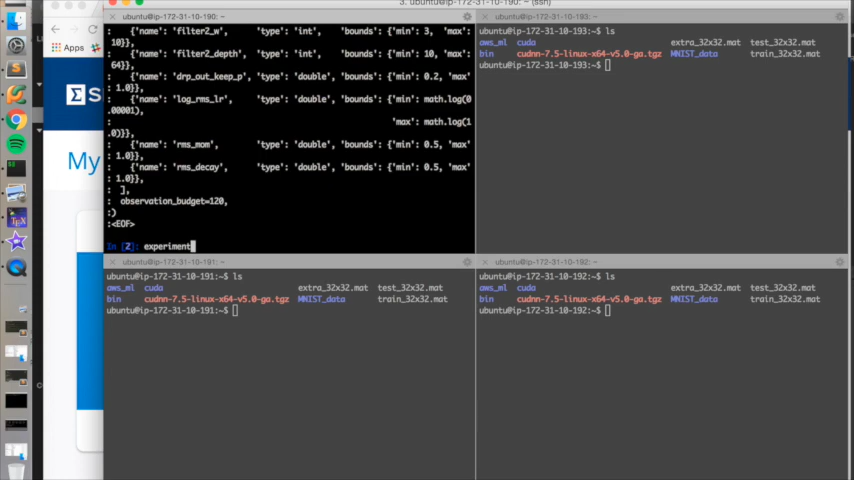 3. ubuntu@ip-172-31-10-190: ~ (ssh)
Apps
Σ S
My
ubuntu@ip-172-31-10-190: ~
:     {'name': 'filter2_w',     'type': 'int',    'bounds': {'min': 3,  'max':
 10}},
:     {'name': 'filter2_depth', 'type': 'int',    'bounds': {'min': 10, 'max':
 64}},
:     {'name': 'drp_out_keep_p', 'type': 'double', 'bounds': {'min': 0.2, 'max'
: 1.0}},
:     {'name': 'log_rms_lr',    'type': 'double', 'bounds': {'min': math.log(0
.00001),
:                                                          'max': math.log(1
.0)}},
:     {'name': 'rms_mom',       'type': 'double', 'bounds': {'min': 0.5, 'max'
: 1.0}},
:     {'name': 'rms_decay',     'type': 'double', 'bounds': {'min': 0.5, 'max'
: 1.0}},
:   ],
:   observation_budget=120,
:)
:<EOF>
In [2]: experiment
ubuntu@ip-172-31-10-193: ~
ubuntu@ip-172-31-10-193:~$ ls
aws_ml  cuda                          extra_32x32.mat  test_32x32.mat
bin     cudnn-7.5-linux-x64-v5.0-ga.tgz  MNIST_data       train_32x32.mat
ubuntu@ip-172-31-10-193:~$
ubuntu@ip-172-31-10-191: ~
ubuntu@ip-172-31-10-191:~$ ls
aws_ml  cuda                          extra_32x32.mat  test_32x32.mat
bin     cudnn-7.5-linux-x64-v5.0-ga.tgz  MNIST_data       train_32x32.mat
ubuntu@ip-172-31-10-191:~$
ubuntu@ip-172-31-10-192: ~
ubuntu@ip-172-31-10-192:~$ ls
aws_ml  cuda                          extra_32x32.mat  test_32x32.mat
bin     cudnn-7.5-linux-x64-v5.0-ga.tgz  MNIST_data       train_32x32.mat
ubuntu@ip-172-31-10-192:~$